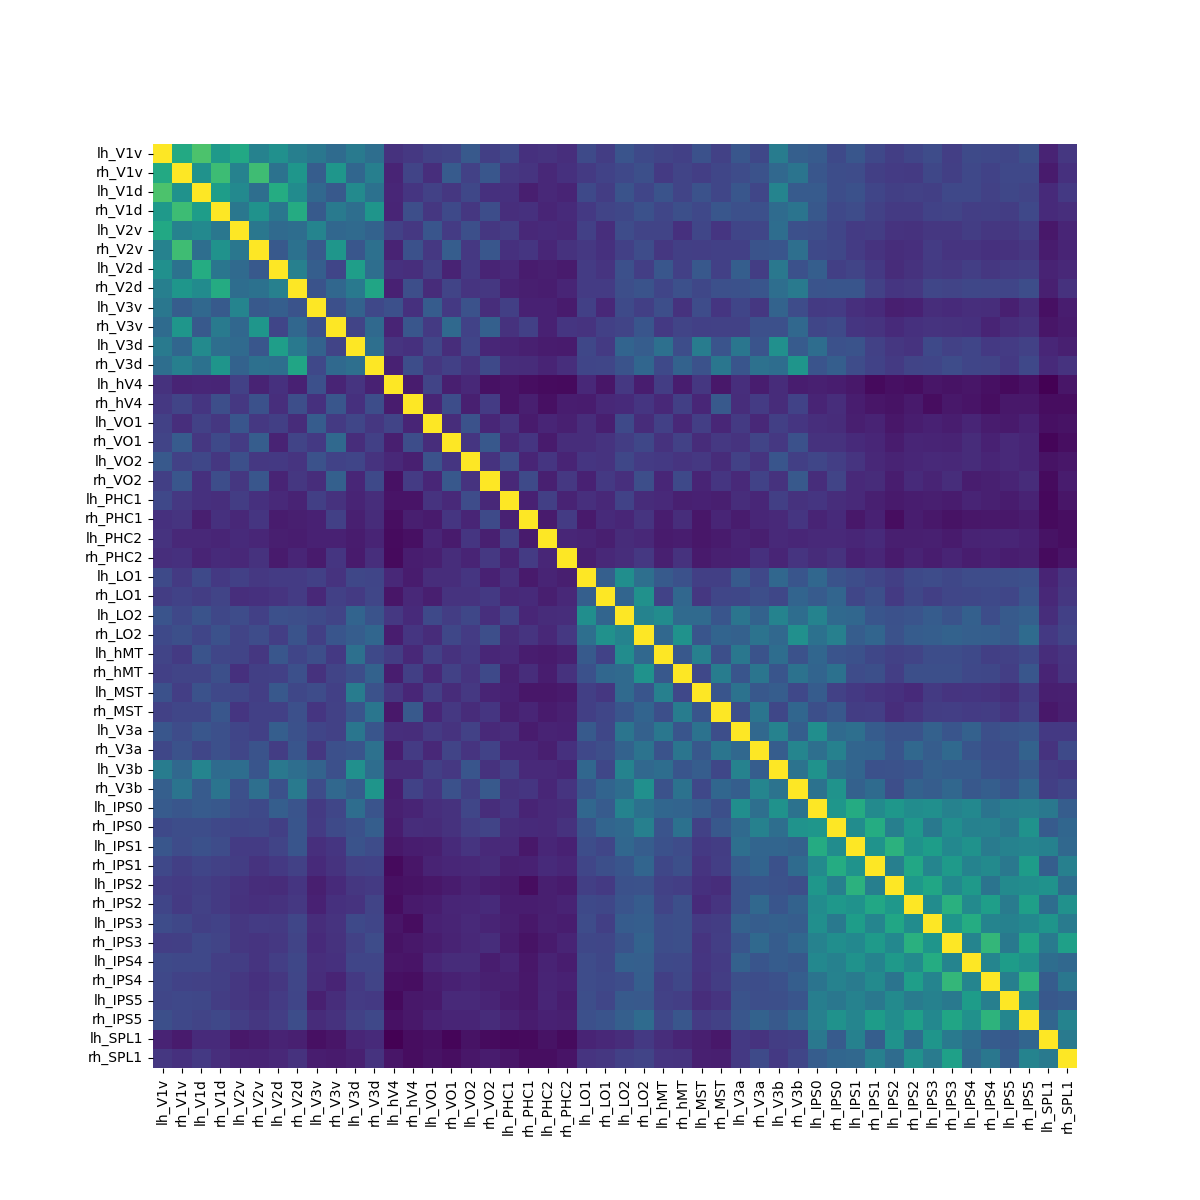 lh_V1v
rh_V1v
lh_V1d
rh_V1d
lh_V2v
rh_V2v
lh_V2d
rh_V2d
lh_V3v
rh_V3v
lh_V3d
rh_V3d
lh_hV4
rh_hV4
lh_VO1
rh_VO1
lh_VO2
rh_VO2
lh_PHC1
rh_PHC1
lh_PHC2
rh_PHC2
lh_LO1
rh_LO1
lh_LO2
rh_LO2
lh_hMT
rh_hMT
lh_MST
rh_MST
lh_V3a
rh_V3a
lh_V3b
rh_V3b
lh_IPS0
rh_IPS0
lh_IPS1
rh_IPS1
lh_IPS2
rh_IPS2
lh_IPS3
rh_IPS3
lh_IPS4
rh_IPS4
lh_IPS5
rh_IPS5
lh_SPL1
rh_SPL1
lh_V1v
rh_V1v
lh_V1d
rh_V1d
lh_V2v
rh_V2v
lh_V2d
rh_V2d
lh_V3v
rh_V3v
lh_V3d
rh_V3d
lh_hV4
rh_hV4
lh_VO1
rh_VO1
lh_VO2
rh_VO2
lh_PHC1
rh_PHC1
lh_PHC2
rh_PHC2
lh_LO1
rh_LO1
lh_LO2
rh_LO2
lh_hMT
rh_hMT
lh_MST
rh_MST
lh_V3a
rh_V3a
lh_V3b
rh_V3b
lh_IPS0
rh_IPS0
lh_IPS1
rh_IPS1
lh_IPS2
rh_IPS2
lh_IPS3
rh_IPS3
lh_IPS4
rh_IPS4
lh_IPS5
rh_IPS5
lh_SPL1
rh_SPL1